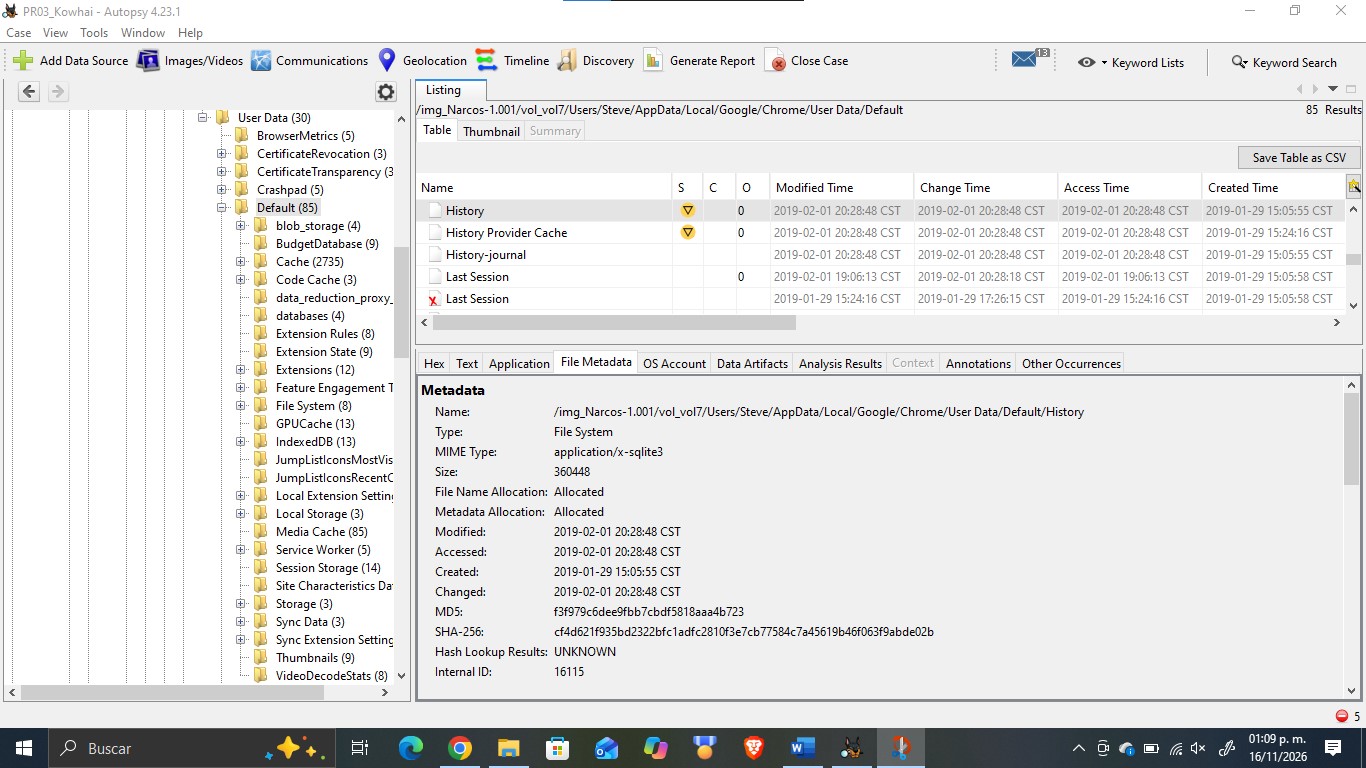 PR03_Kowhai - Autopsy 4.23.1
Case View Tools Window Help
Add Data Source Images/Videos Communications Geolocation Timeline Discovery Generate Report Close Case 13 Keyword Lists Keyword Search
User Data (30)
BrowserMetrics (5)
CertificateRevocation (3)
CertificateTransparency (3
Crashpad (5)
Default (85)
blob_storage (4)
BudgetDatabase (9)
Cache (2735)
Code Cache (3)
data_reduction_proxy_
databases (4)
Extension Rules (8)
Extension State (9)
Extensions (12)
Feature Engagement T
File System (8)
GPUCache (13)
IndexedDB (13)
JumpListIconsMostVis
JumpListIconsRecentC
Local Extension Setting
Local Storage (3)
Media Cache (85)
Service Worker (5)
Session Storage (14)
Site Characteristics Da
Storage (3)
Sync Data (3)
Sync Extension Setting
Thumbnails (9)
VideoDecodeStats (8)
Listing
/img_Narcos-1.001/vol_vol7/Users/Steve/AppData/Local/Google/Chrome/User Data/Default 85 Results
Table Thumbnail Summary
Save Table as CSV
Name S C O Modified Time Change Time Access Time Created Time
History 0 2019-02-01 20:28:48 CST 2019-02-01 20:28:48 CST 2019-02-01 20:28:48 CST 2019-01-29 15:05:55 CST
History Provider Cache 0 2019-02-01 20:28:48 CST 2019-02-01 20:28:48 CST 2019-02-01 20:28:48 CST 2019-01-29 15:24:16 CST
History-journal 2019-02-01 20:28:48 CST 2019-02-01 20:28:48 CST 2019-02-01 20:28:48 CST 2019-01-29 15:05:55 CST
Last Session 0 2019-02-01 19:06:13 CST 2019-02-01 20:28:18 CST 2019-02-01 19:06:13 CST 2019-01-29 15:05:58 CST
Last Session 2019-01-29 15:24:16 CST 2019-01-29 17:26:15 CST 2019-01-29 15:24:16 CST 2019-01-29 15:05:58 CST
Hex Text Application File Metadata OS Account Data Artifacts Analysis Results Context Annotations Other Occurrences
Metadata
Name: /img_Narcos-1.001/vol_vol7/Users/Steve/AppData/Local/Google/Chrome/User Data/Default/History
Type: File System
MIME Type: application/x-sqlite3
Size: 360448
File Name Allocation: Allocated
Metadata Allocation: Allocated
Modified: 2019-02-01 20:28:48 CST
Accessed: 2019-02-01 20:28:48 CST
Created: 2019-01-29 15:05:55 CST
Changed: 2019-02-01 20:28:48 CST
MD5: f3f979c6dee9fbb7cbdf5818aaa4b723
SHA-256: cf4d621f935bd2322bfc1adfc2810f3e7cb77584c7a45619b46f063f9abde02b
Hash Lookup Results: UNKNOWN
Internal ID: 16115
5
Buscar
01:09 p. m.
16/11/2026